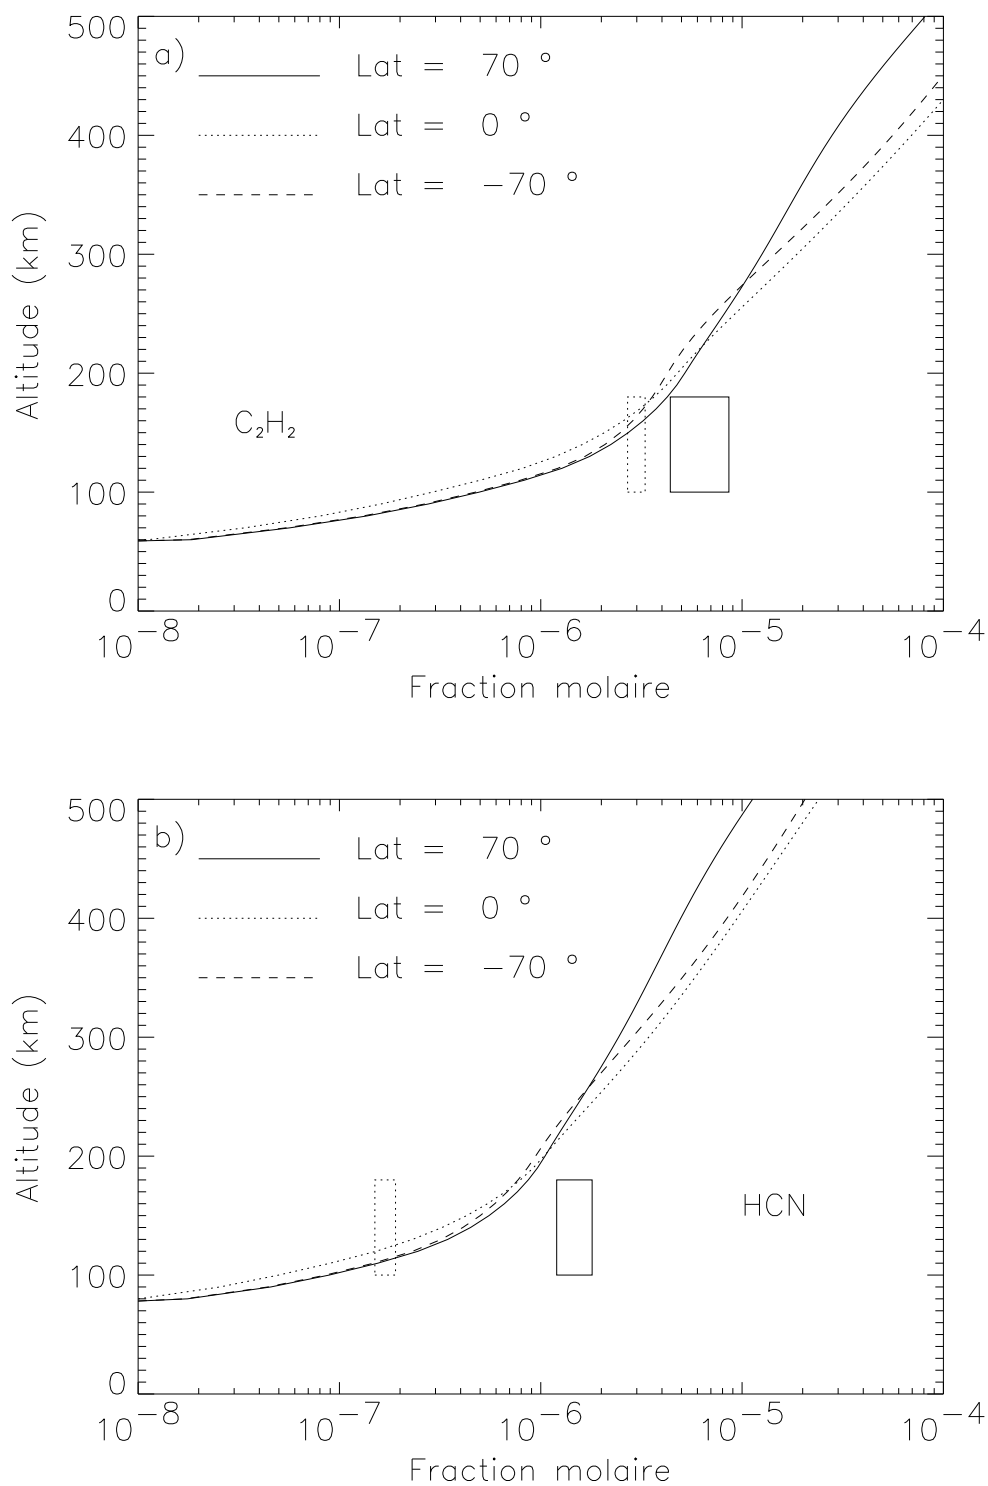 500
a)
Lat = 70 °
Lat = 0 °
400
Lat = −70 °
300
Altitude (km)
200
C₂H₂
100
0
10⁻⁸ 10⁻⁷ 10⁻⁶ 10⁻⁵ 10⁻⁴
Fraction molaire
500
b)
Lat = 70 °
Lat = 0 °
400
Lat = −70 °
300
Altitude (km)
200
HCN
100
0
10⁻⁸ 10⁻⁷ 10⁻⁶ 10⁻⁵ 10⁻⁴
Fraction molaire